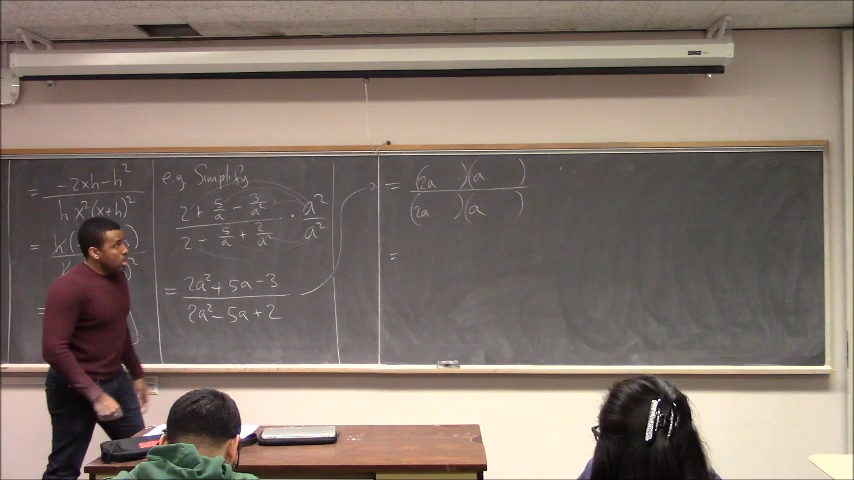 = -2xh-h²
h x²(x+h)²
=
e.g. Simplify
2 + 5/a - 3/a² · a²
2 - 5/a + 2/a² a²
= 2a² + 5a - 3
2a² - 5a + 2
= (2a )(a )
(2a )(a )
=